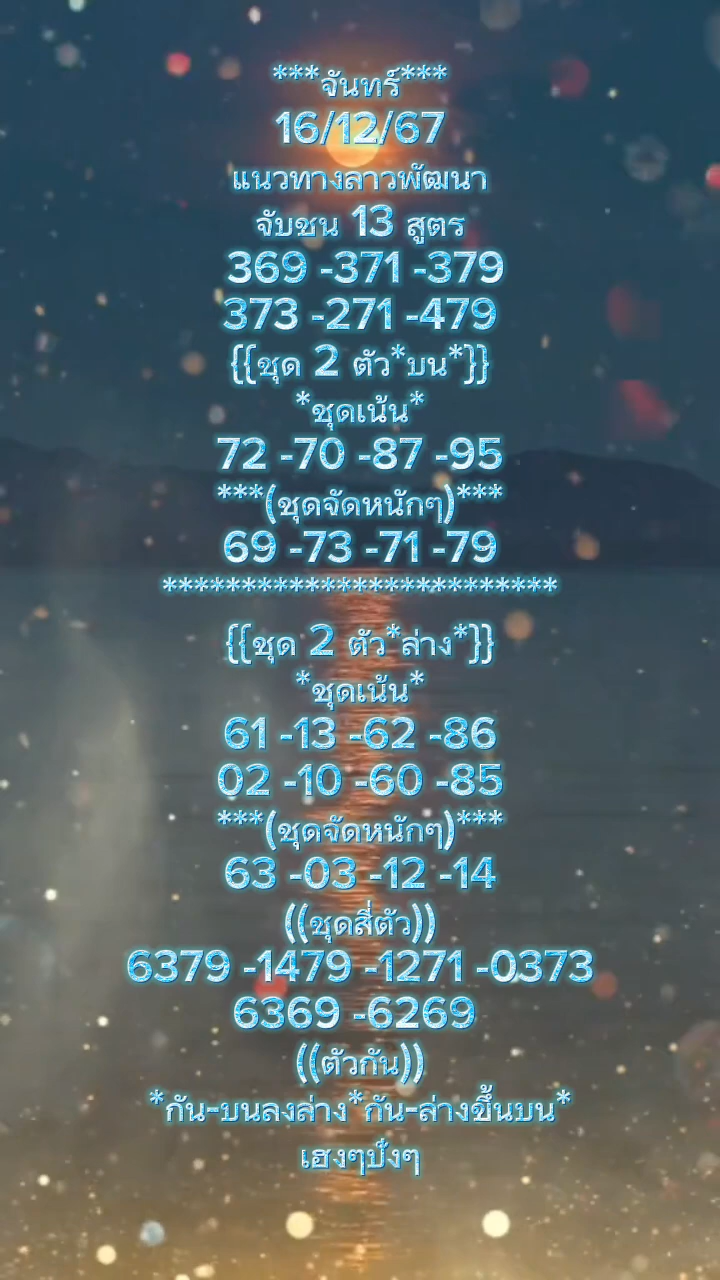 ***จันทร์***
16/12/67
แนวทางลาวพัฒนา
จับชน 13 สูตร
369 -371 -379
373 -271 -479
{{ชุด 2 ตัว*บน*}}
*ชุดเน้น*
72 -70 -87 -95
***(ชุดจัดหนักๆ)***
69 -73 -71 -79
*************************
{{ชุด 2 ตัว*ล่าง*}}
*ชุดเน้น*
61 -13 -62 -86
02 -10 -60 -85
***(ชุดจัดหนักๆ)***
63 -03 -12 -14
((ชุดสี่ตัว))
6379 -1479 -1271 -0373
6369 -6269
((ตัวกัน))
*กัน-บนลงล่าง*กัน-ล่างขึ้นบน*
เฮงๆปังๆ